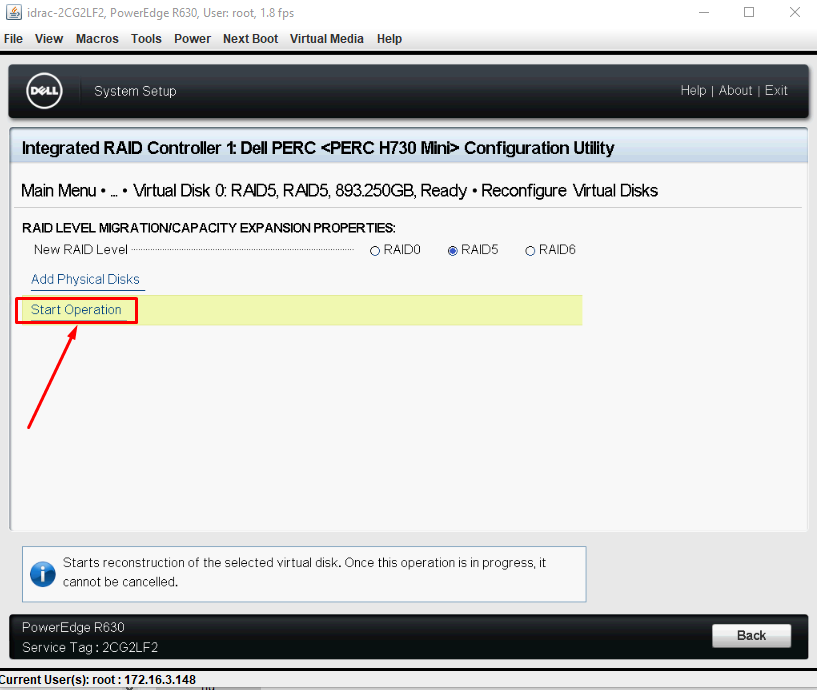 idrac-2CG2LF2, PowerEdge R630, User: root, 1.8 fps
File View Macros Tools Power Next Boot Virtual Media Help
DELL System Setup Help | About | Exit
Integrated RAID Controller 1: Dell PERC <PERC H730 Mini> Configuration Utility
Main Menu • ... • Virtual Disk 0: RAID5, RAID5, 893.250GB, Ready • Reconfigure Virtual Disks
RAID LEVEL MIGRATION/CAPACITY EXPANSION PROPERTIES:
New RAID Level RAID0 RAID5 RAID6
Add Physical Disks
Start Operation
Starts reconstruction of the selected virtual disk. Once this operation is in progress, it
cannot be cancelled.
PowerEdge R630
Service Tag : 2CG2LF2
Back
Current User(s): root : 172.16.3.148